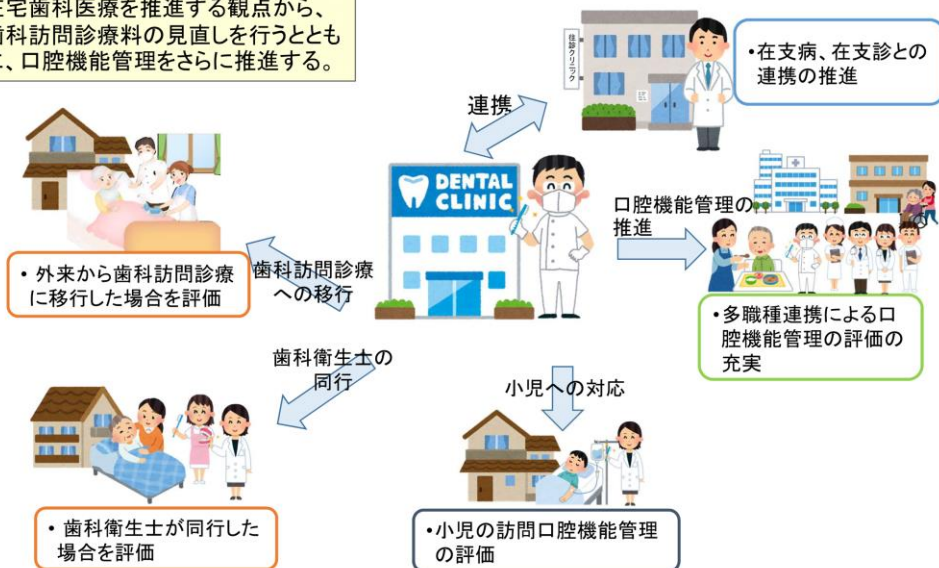 宅歯科医療を推進する観点から、
科訪問診療料の見直しを行うととも
、口腔機能管理をさらに推進する。
在宅クリニック
・在支病、在支診との
連携の推進
連携
DENTAL
CLINIC
口腔機能管理の
推進
・外来から歯科訪問診療
に移行した場合を評価
歯科訪問診療
への移行
・多職種連携による口
腔機能管理の評価の
充実
歯科衛生士の
同行
小児への対応
・歯科衛生士が同行した
場合を評価
・小児の訪問口腔機能管理
の評価